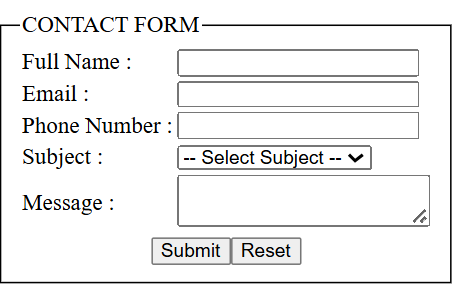 CONTACT FORM
Full Name :
Email :
Phone Number :
Subject : -- Select Subject --
Message :
Submit Reset